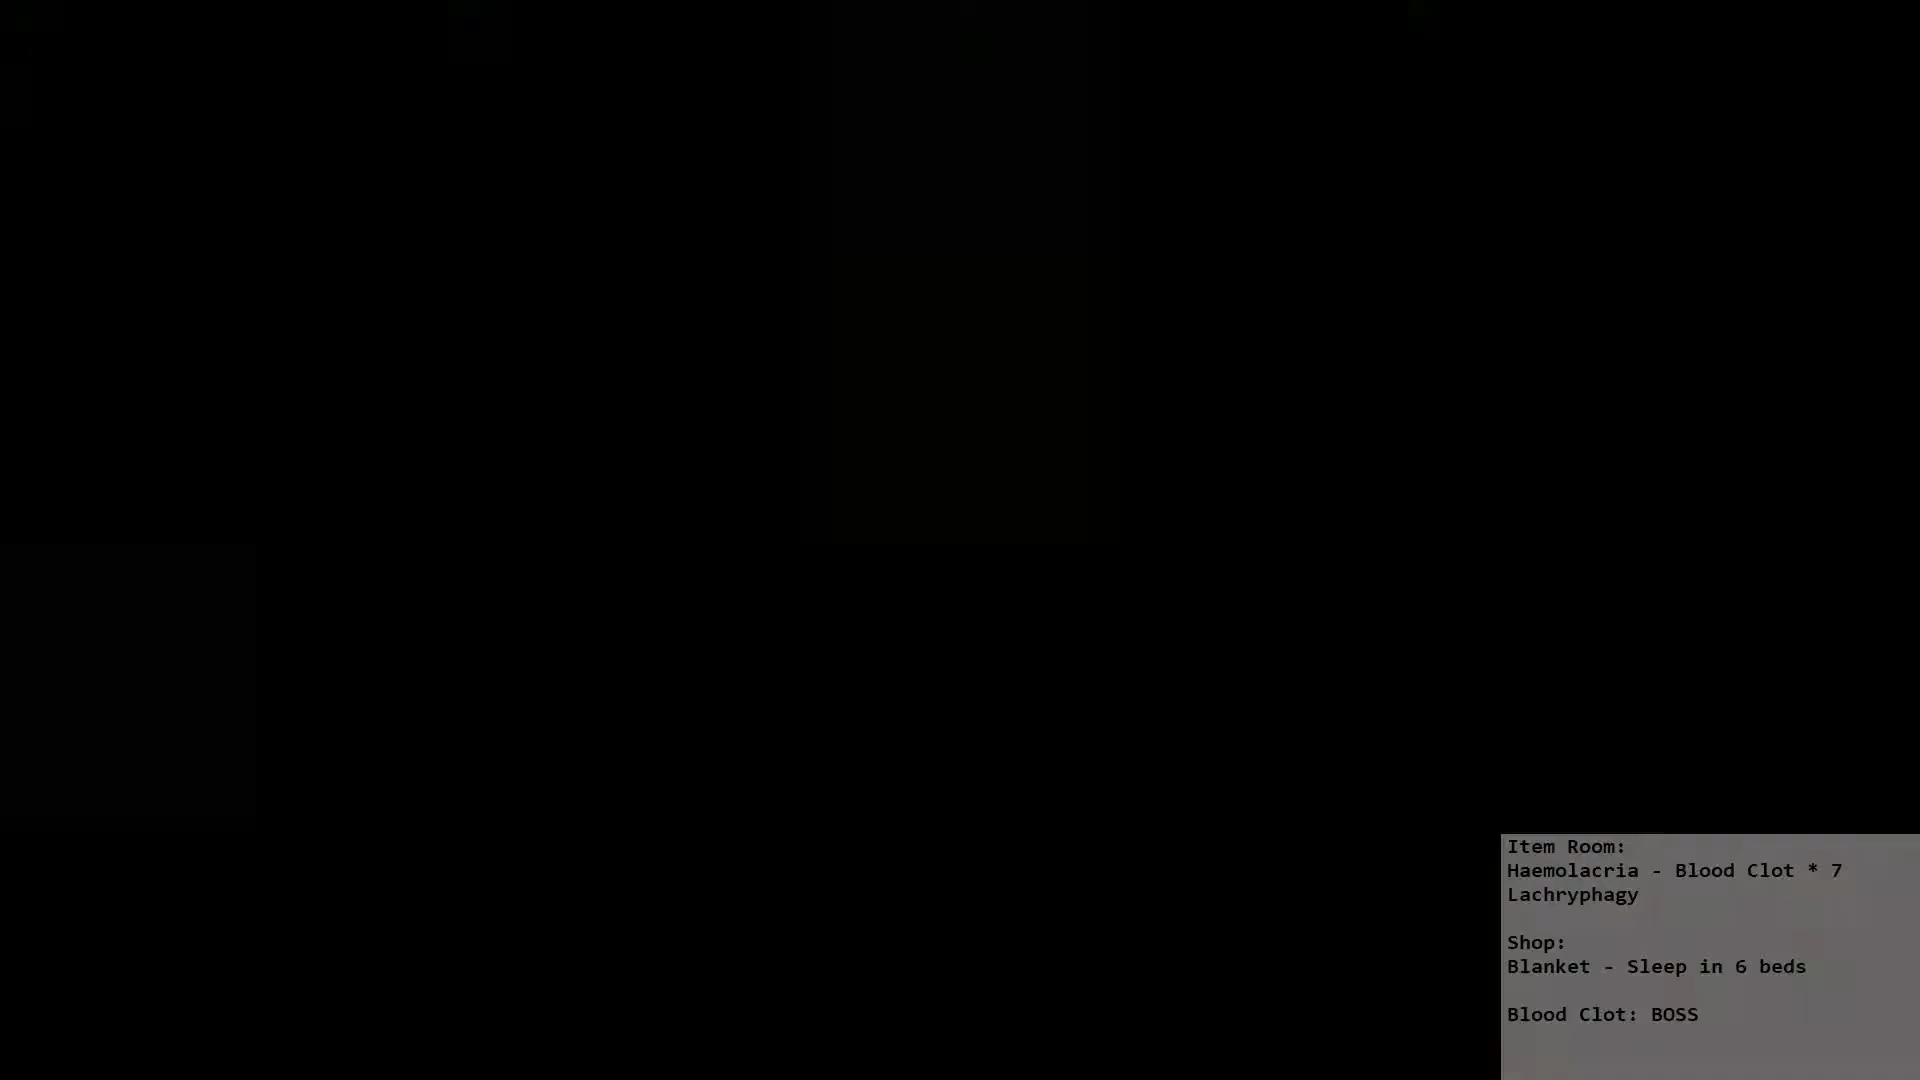 Item Room:
Haemolacria - Blood Clot * 7
Lachryphagy
Shop:
Blanket - Sleep in 6 beds
Blood Clot: BOSS